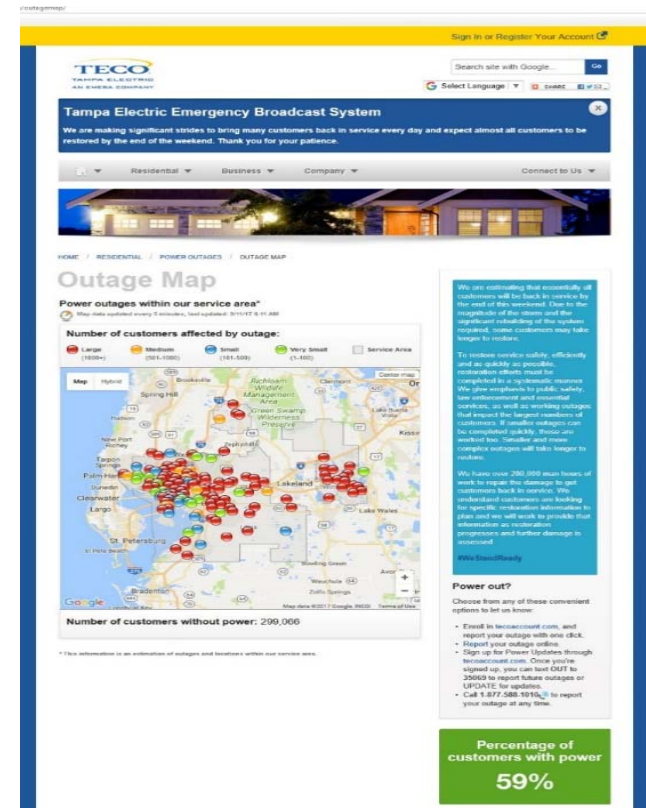 /outagemap/
Sign In or Register Your Account
TECO
TAMPA ELECTRIC
AN EMERA COMPANY
Search site with Google...
Go
Select Language
SHARE
Tampa Electric Emergency Broadcast System
We are making significant strides to bring many customers back in service every day and expect almost all customers to be
restored by the end of the weekend. Thank you for your patience.
Residential
Business
Company
Connect to Us
HOME / RESIDENTIAL / POWER OUTAGES / OUTAGE MAP
Outage Map
Power outages within our service area*
Map data updated every 5 minutes, last updated:
Number of customers affected by outage:
Large
(1000+)
Medium
(501-1000)
Small
(101-500)
Very Small
(1-100)
Service Area
Map
Hybrid
Center map
Brooksville
Spring Hill
Richloam
Wildlife
Management
Area
Clermont
Or
Green Swamp
Wilderness
Preserve
Lake Buena
Vista
Hudson
New Port
Richey
Zephyrhills
Kissi
Tarpon
Springs
Palm Har
Dunedin
Clearwater
Largo
Lakeland
Lake Wales
St. Petersburg
St Pete Beach
Bowling Green
Wauchula
Bradenton
Zolfo Springs
Google
Map data ©2017 Google, INEGI
Terms of Use
Number of customers without power: 299,066
* This information is an estimation of outages and locations within our service area.
We are estimating that essentially all
customers will be back in service by
the end of this weekend. Due to the
magnitude of the storm and the
significant rebuilding of the system
required, some customers may take
longer to restore.
To restore service safely, efficiently
and as quickly as possible,
restoration efforts must be
completed in a systematic manner.
We give emphasis to public safety,
law enforcement and essential
services, as well as working outages
that impact the largest numbers of
customers. If smaller outages can
be completed quickly, those are
worked too. Smaller and more
complex outages will take longer to
restore.
We have over 200,000 man hours of
work to repair the damage to get
customers back in service. We
understand customers are looking
for specific restoration information to
plan and we will work to provide that
information as restoration
progresses and further damage is
assessed.
#WeStandReady
Power out?
Choose from any of these convenient
options to let us know:
• Enroll in tecoaccount.com, and
report your outage with one click.
• Report your outage online.
• Sign up for Power Updates through
tecoaccount.com. Once you're
signed up, you can text OUT to
35069 to report future outages or
UPDATE for updates.
• Call 1-877-588-1010 to report
your outage at any time.
Percentage of
customers with power
59%